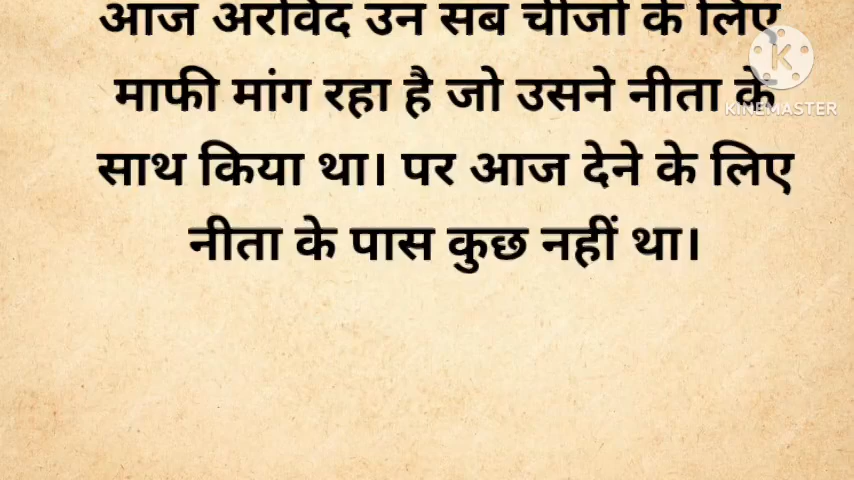 आज अरविंद उन सब चीजों के लिए
माफी मांग रहा है जो उसने नीता के
साथ किया था। पर आज देने के लिए
नीता के पास कुछ नहीं था।
KINEMASTER